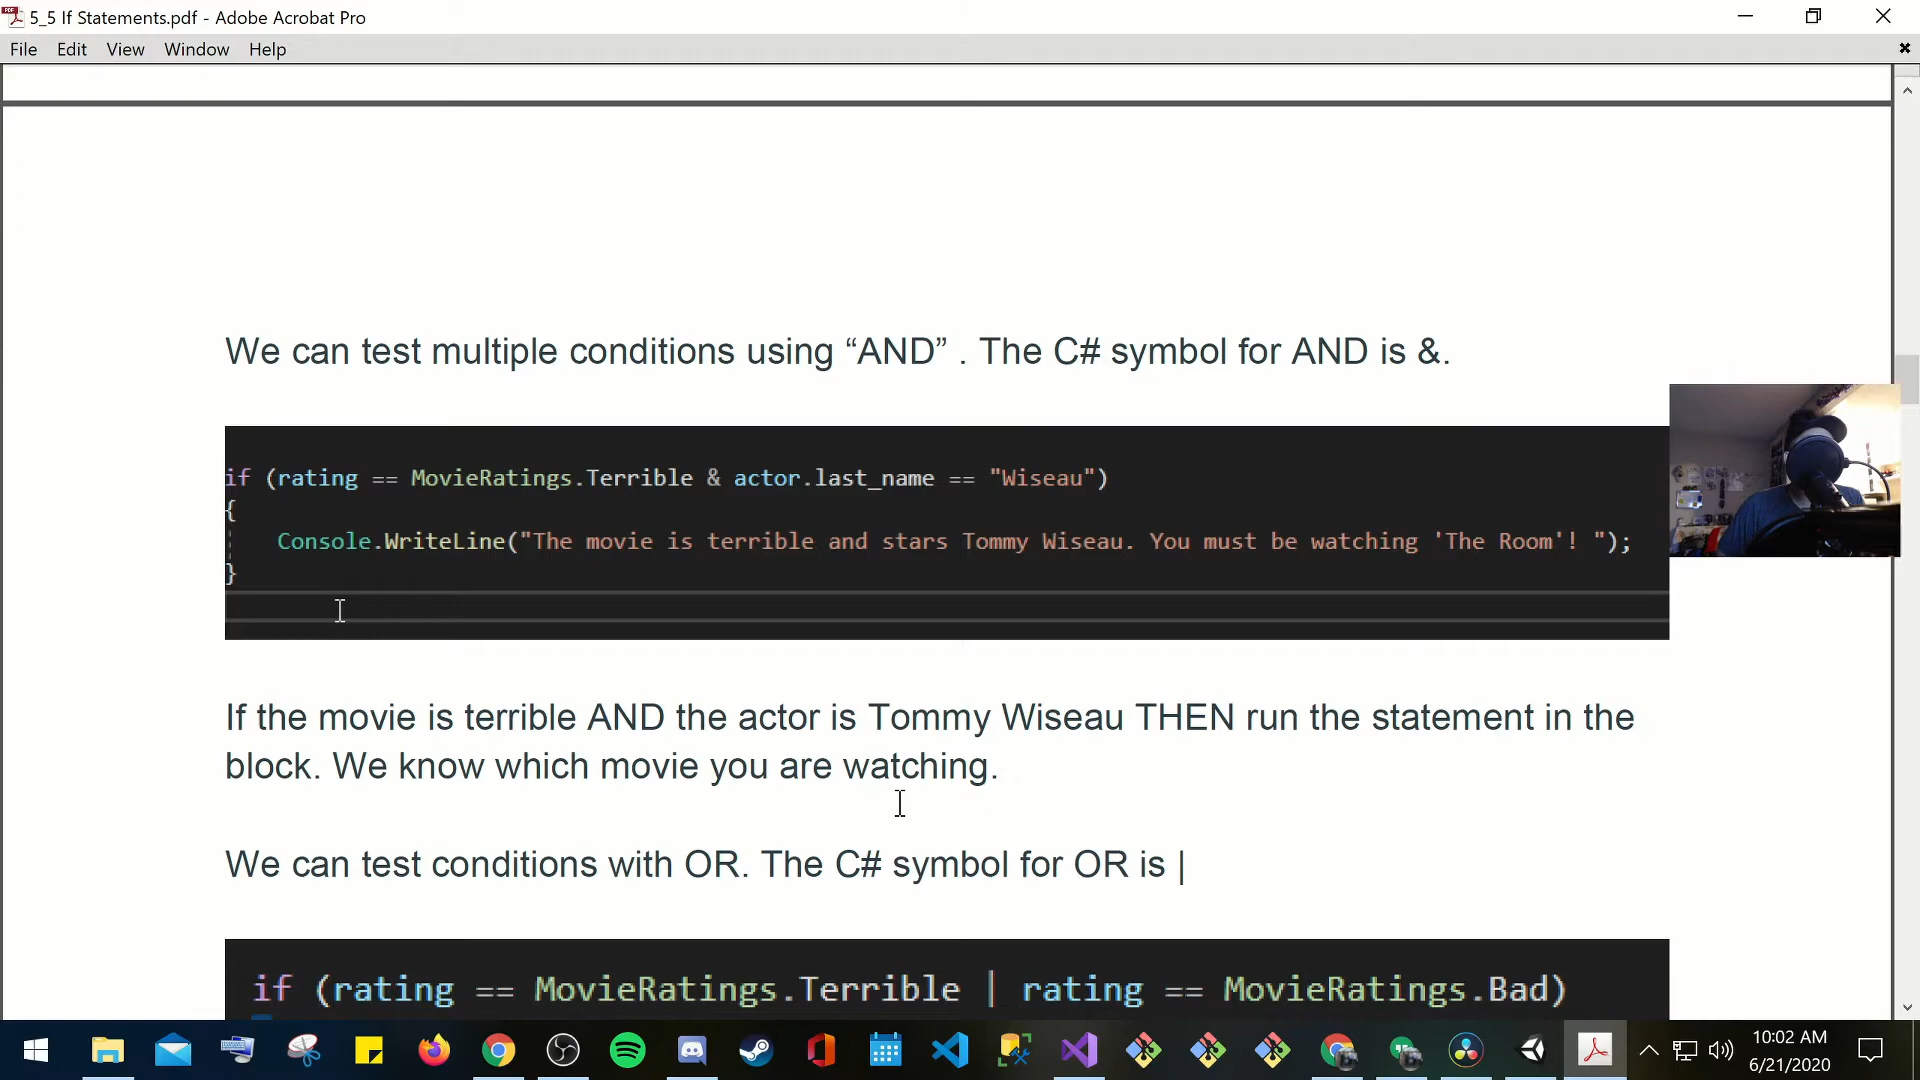 5_5 If Statements.pdf - Adobe Acrobat Pro
File Edit View Window Help
We can test multiple conditions using “AND” . The C# symbol for AND is &.
if (rating == MovieRatings.Terrible & actor.last_name == "Wiseau")
{
Console.WriteLine("The movie is terrible and stars Tommy Wiseau. You must be watching 'The Room'! ");
}
If the movie is terrible AND the actor is Tommy Wiseau THEN run the statement in the
block. We know which movie you are watching.
We can test conditions with OR. The C# symbol for OR is |
if (rating == MovieRatings.Terrible | rating == MovieRatings.Bad)
10:02 AM
6/21/2020